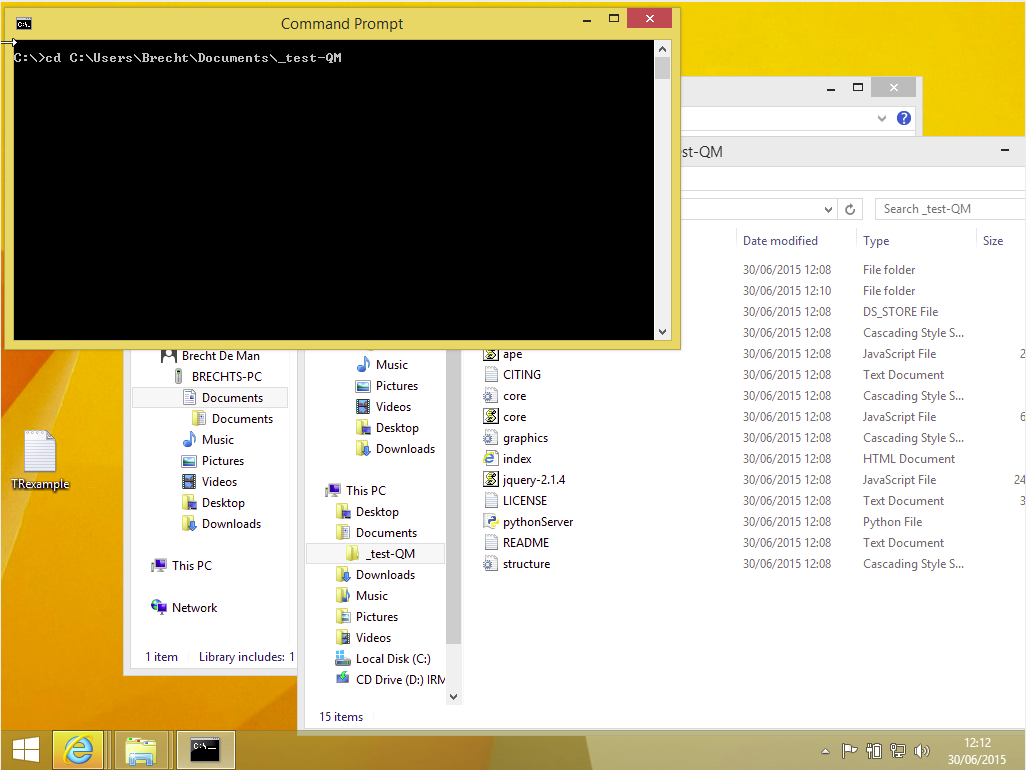 Command Prompt
C:\>cd C:\Users\Brecht\Documents\_test-QM
st-QM
Search _test-QM
Date modified Type Size
30/06/2015 12:08 File folder
30/06/2015 12:10 File folder
30/06/2015 12:08 DS_STORE File
30/06/2015 12:08 Cascading Style S...
ape 30/06/2015 12:08 JavaScript File 2
CITING 30/06/2015 12:08 Text Document
core 30/06/2015 12:08 Cascading Style S...
core 30/06/2015 12:08 JavaScript File 6
graphics 30/06/2015 12:08 Cascading Style S...
index 30/06/2015 12:08 HTML Document
jquery-2.1.4 30/06/2015 12:08 JavaScript File 24
LICENSE 30/06/2015 12:08 Text Document 3
pythonServer 30/06/2015 12:08 Python File
README 30/06/2015 12:08 Text Document
structure 30/06/2015 12:08 Cascading Style S...
Music
Pictures
Videos
Desktop
Downloads
This PC
Desktop
Documents
_test-QM
Downloads
Music
Pictures
Videos
Local Disk (C:)
CD Drive (D:) IRM
15 items
Brecht De Man
BRECHTS-PC
Documents
Documents
Music
Pictures
Videos
Desktop
Downloads
This PC
Network
1 item Library includes: 1
TRexample
12:12
30/06/2015